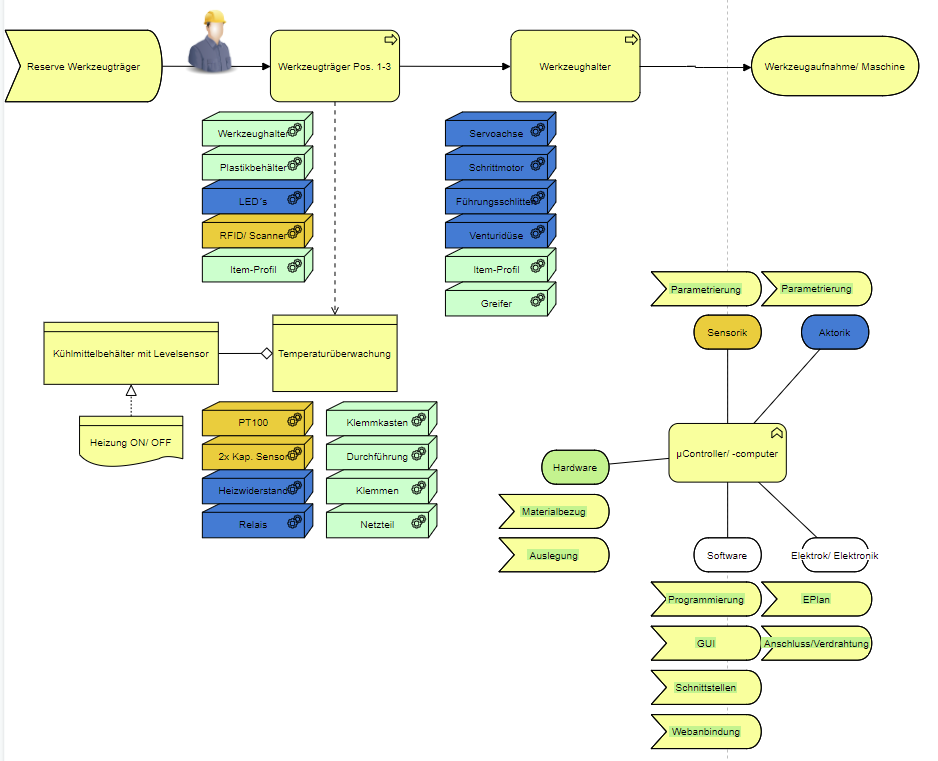 Reserve Werkzeugträger
Werkzeugträger Pos. 1-3
Werkzeughalter
Werkzeugaufnahme/ Maschine
Werkzeughalter
Plastikbehälter
LED´s
RFID/ Scanner
Item-Profil
Servoachse
Schrittmotor
Führungsschlitten
Venturidüse
Item-Profil
Greifer
Kühlmittelbehälter mit Levelsensor
Temperaturüberwachung
Heizung ON/ OFF
PT100
2x Kap. Sensor
Heizwiderstand
Relais
Klemmkasten
Durchführung
Klemmen
Netzteil
Parametrierung
Parametrierung
Sensorik
Aktorik
µController/ -computer
Hardware
Materialbezug
Auslegung
Software
Elektrok/ Elektronik
Programmierung
EPlan
GUI
Anschluss/Verdrahtung
Schnittstellen
Webanbindung